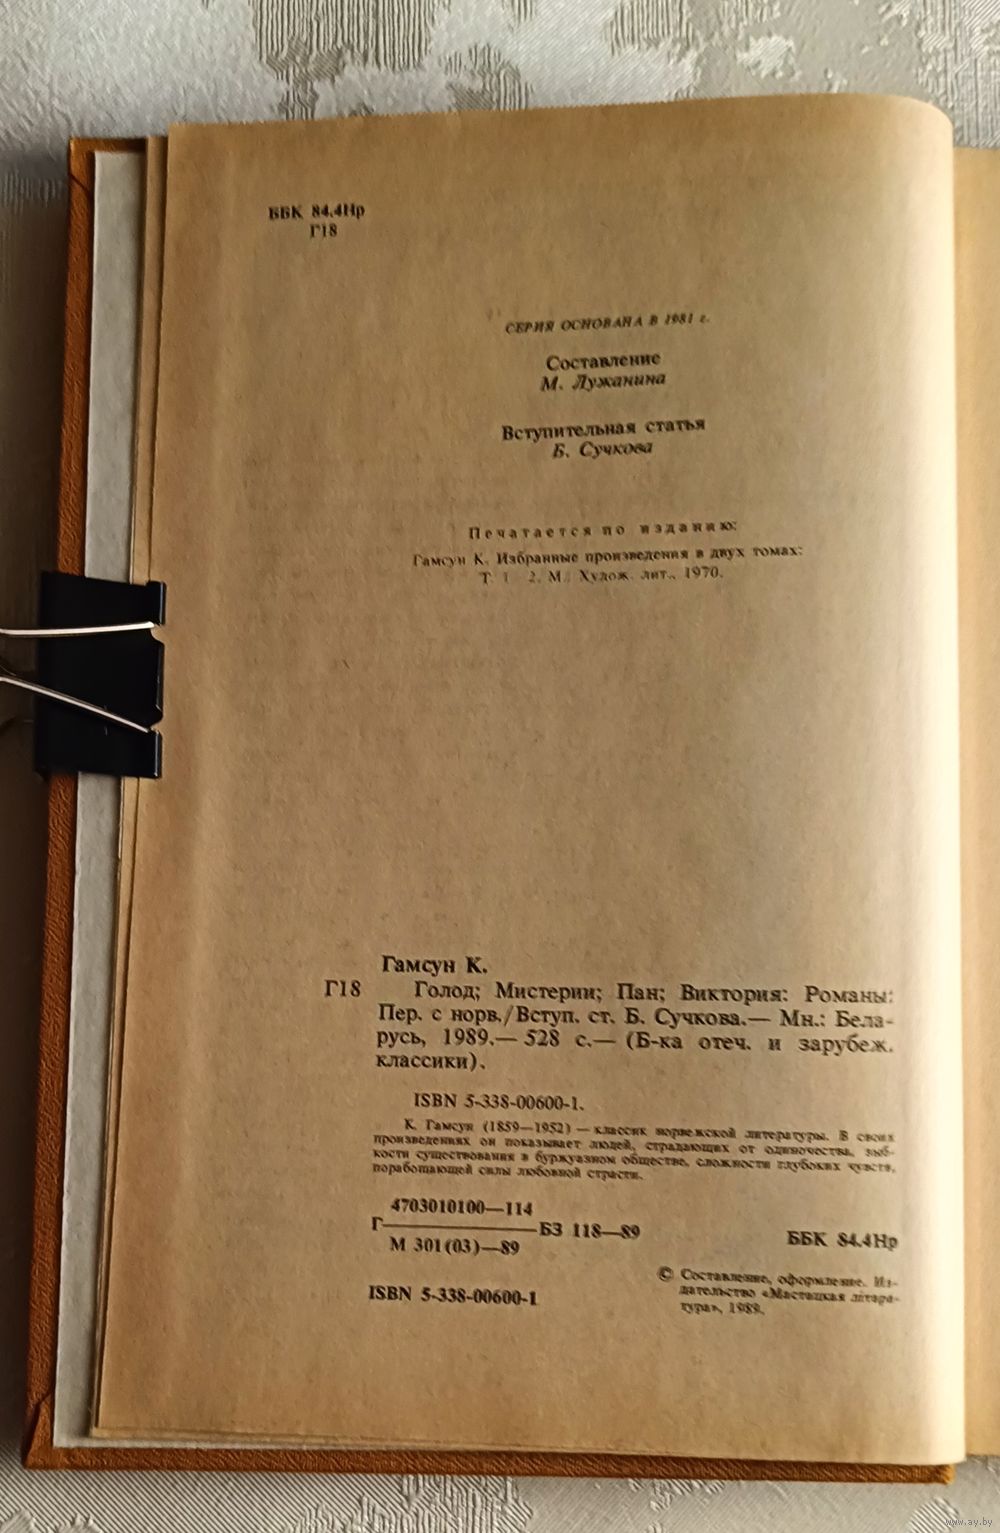 ББК 84.4Нр
Г18
СЕРИЯ ОСНОВАНА В 1981 г.
Составление
М. Лужанина
Вступительная статья
Б. Сучкова
Печатается по изданию:
Гамсун К. Избранные произведения в двух томах:
Т. 1—2. М.: Худож. лит., 1970.
Гамсун К.
Г18 Голод; Мистерии; Пан; Виктория: Романы:
Пер. с норв./Вступ. ст. Б. Сучкова.— Мн.: Бела-
русь, 1989.— 528 с.— (Б-ка отеч. и зарубеж.
классики).
ISBN 5-338-00600-1.
К. Гамсун (1859—1952) — классик норвежской литературы. В своих
произведениях он показывает людей, страдающих от одиночества, зыб-
кости существования в буржуазном обществе, сложности глубоких чувств,
поработающей силы любовной страсти.
4703010100—114
Г————БЗ 118—89
М 301(03)—89
ББК 84.4Нр
ISBN 5-338-00600-1
© Составление, оформление. Из-
дательство «Мастацкая літара-
тура», 1989.
www.ay.by